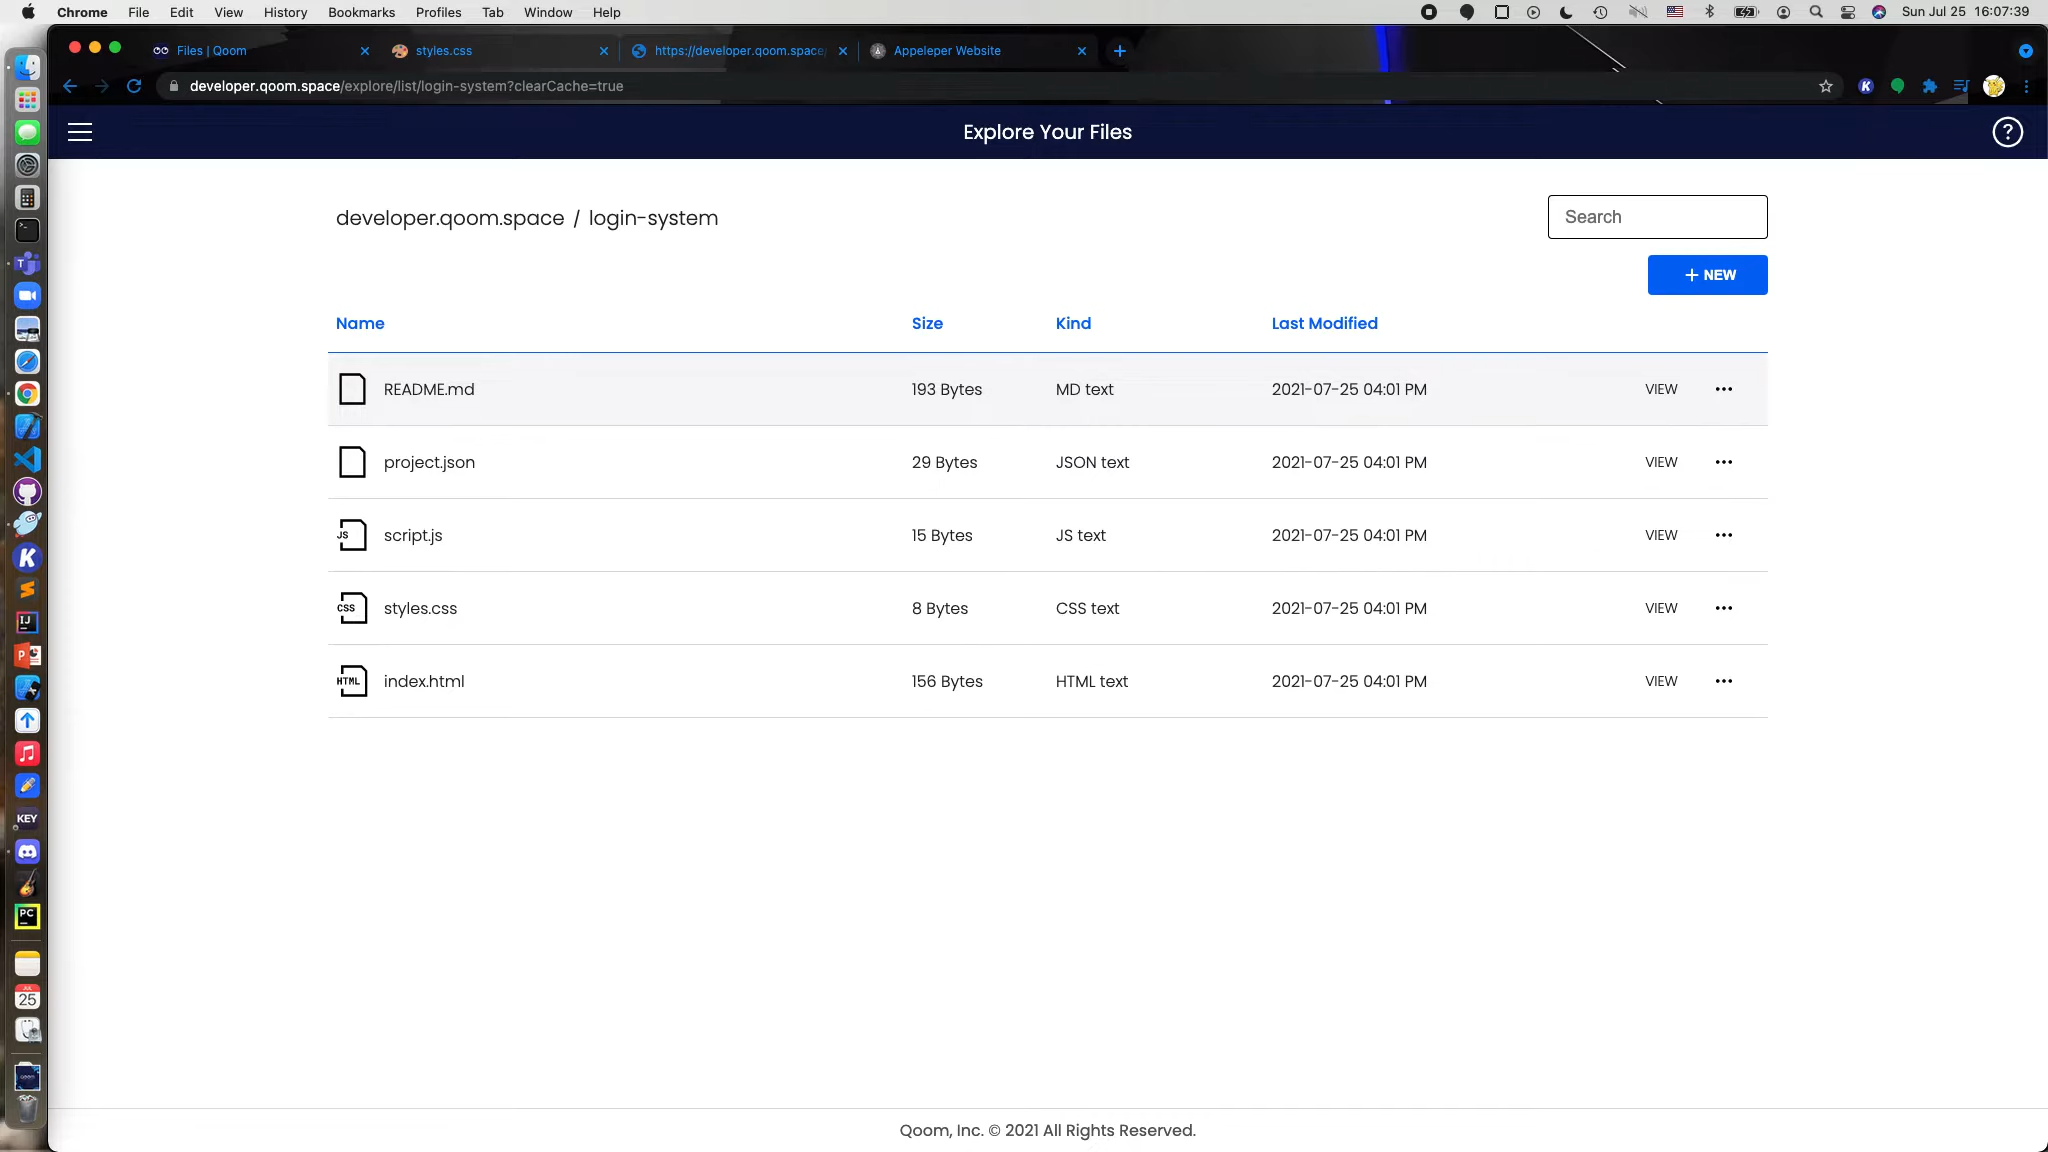 Chrome File Edit View History Bookmarks Profiles Tab Window Help Sun Jul 25 16:07:39
Files | Qoom styles.css https://developer.qoom.space/ Appeleper Website
developer.qoom.space/explore/list/login-system?clearCache=true
Explore Your Files
developer.qoom.space / login-system
Search
+ NEW
Name Size Kind Last Modified
README.md 193 Bytes MD text 2021-07-25 04:01 PM VIEW
project.json 29 Bytes JSON text 2021-07-25 04:01 PM VIEW
JS script.js 15 Bytes JS text 2021-07-25 04:01 PM VIEW
CSS styles.css 8 Bytes CSS text 2021-07-25 04:01 PM VIEW
HTML index.html 156 Bytes HTML text 2021-07-25 04:01 PM VIEW
KEY
PC
JUL
25
Qoom, Inc. © 2021 All Rights Reserved.